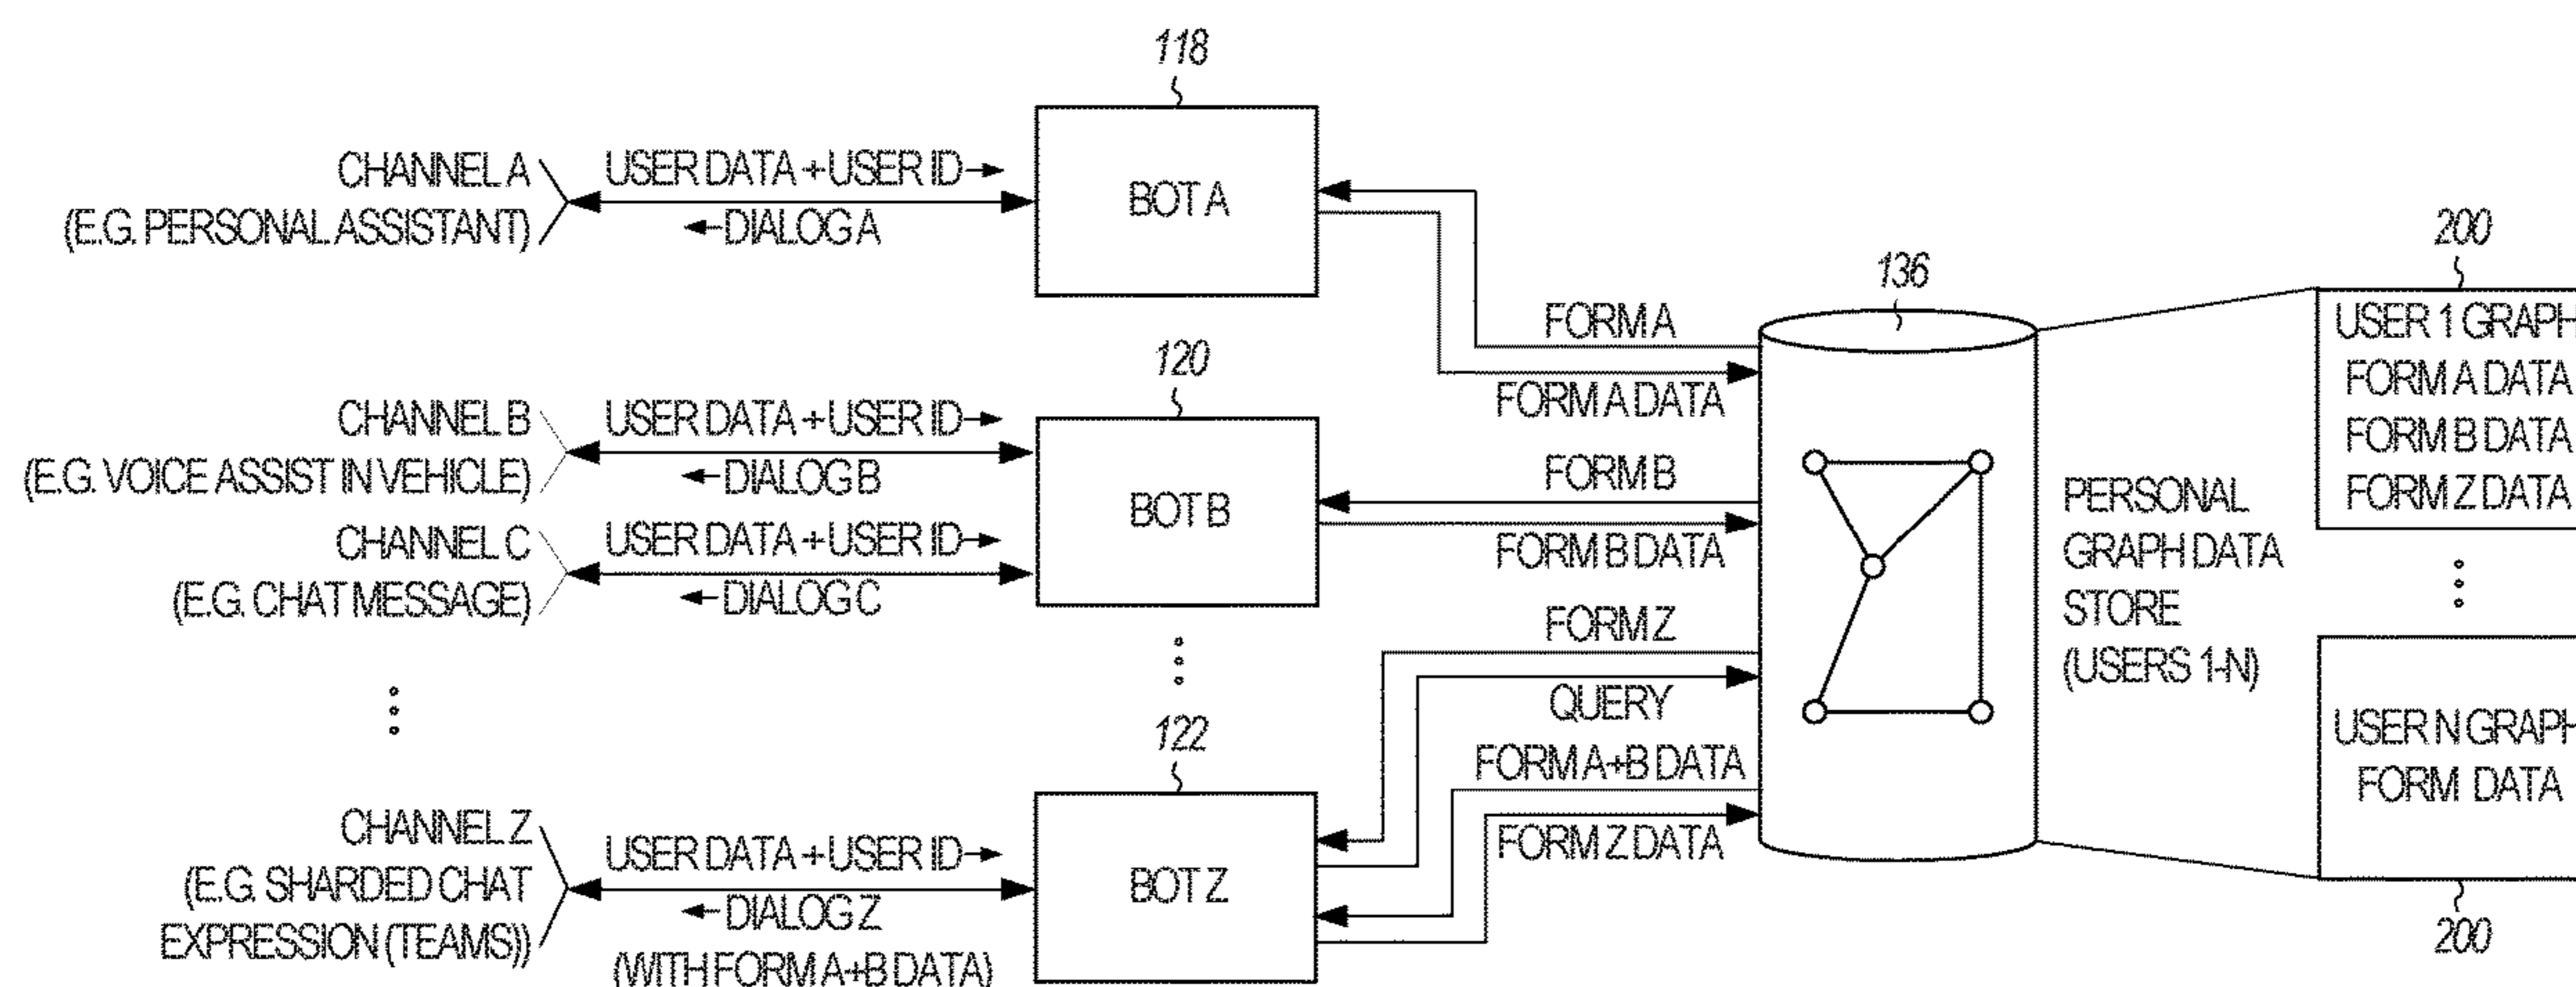 118
CHANNEL A
(E.G. PERSONAL ASSISTANT)
USER DATA + USER ID
DIALOG A
BOT A
FORM A
FORM A DATA
120
CHANNEL B
(E.G. VOICE ASSIST IN VEHICLE)
USER DATA + USER ID
DIALOG B
CHANNEL C
(E.G. CHAT MESSAGE)
USER DATA + USER ID
DIALOG C
BOT B
FORM B
FORM B DATA
122
CHANNEL Z
(E.G. SHARDED CHAT
EXPRESSION (TEAMS))
USER DATA + USER ID
DIALOG Z
(WITH FORM A+B DATA)
BOT Z
FORM Z
QUERY
FORM A+B DATA
FORM Z DATA
136
PERSONAL
GRAPH DATA
STORE
(USERS 1-N)
200
USER 1 GRAPH
FORM A DATA
FORM B DATA
FORM Z DATA
USER N GRAPH
FORM DATA
200